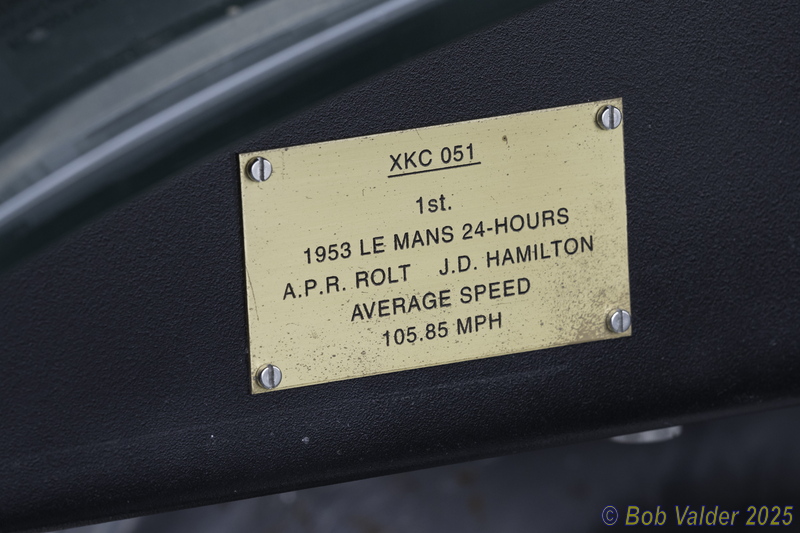 XKC 051
1st.
1953 LE MANS 24-HOURS
A.P.R. ROLT J.D. HAMILTON
AVERAGE SPEED
105.85 MPH
© Bob Valder 2025